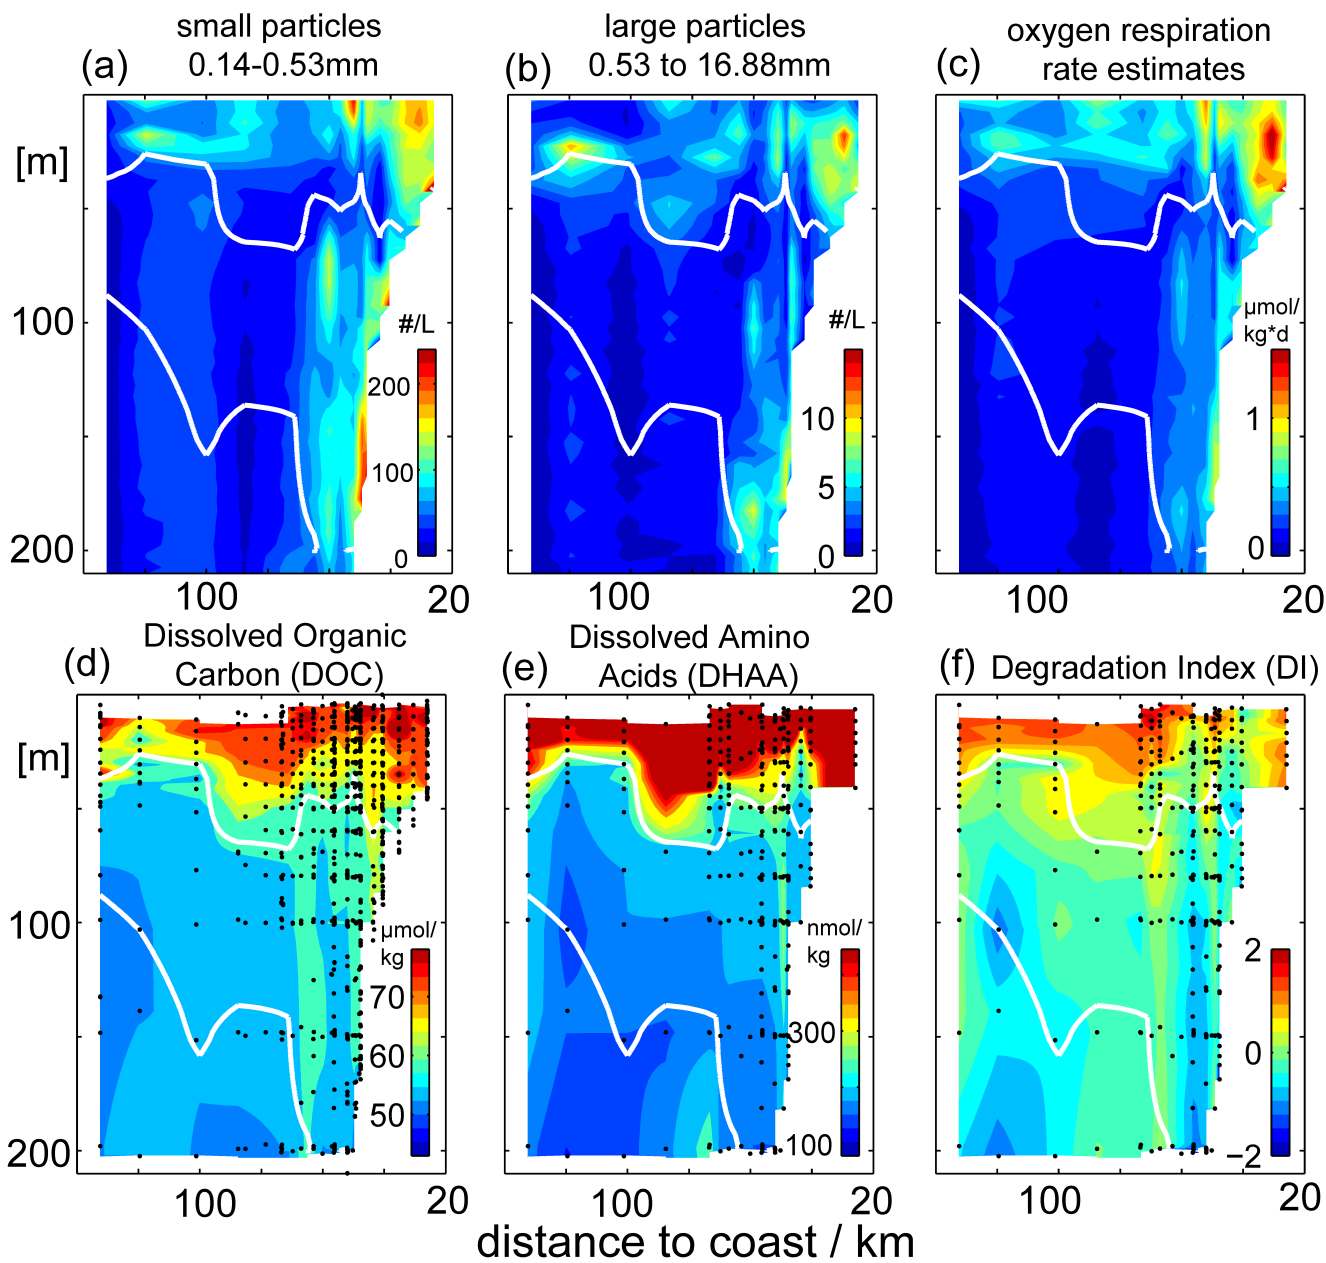 small particles
0.14-0.53mm
(a)
large particles
0.53 to 16.88mm
(b)
oxygen respiration
rate estimates
(c)
[m]
100
200
#/L
200
100
0
100
20
#/L
10
5
0
100
20
µmol/
kg*d
1
0
100
20
(d)
Dissolved Organic
Carbon (DOC)
(e)
Dissolved Amino
Acids (DHAA)
(f)
Degradation Index (DI)
[m]
100
200
µmol/
kg
70
60
50
100
20
nmol/
kg
300
100
100
20
2
0
−2
100
20
distance to coast / km